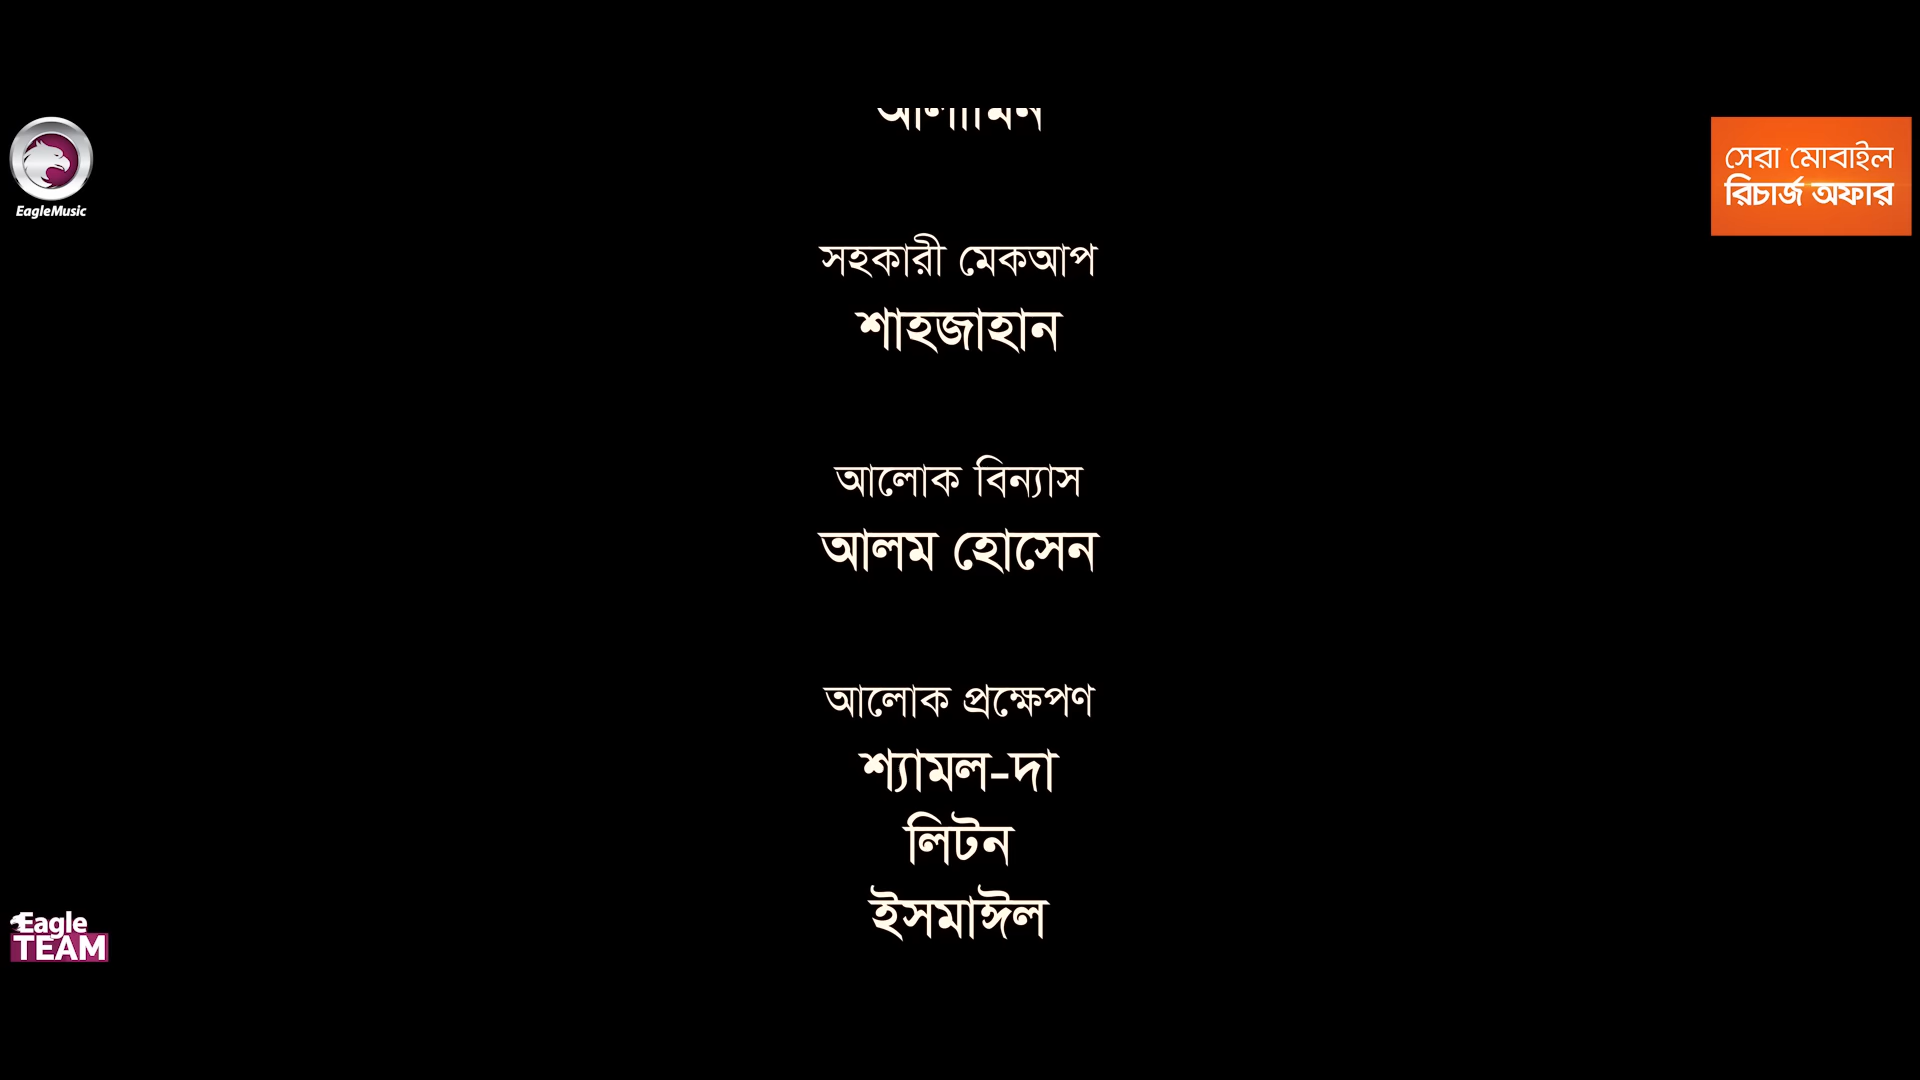 সহকারী মেকআপ
শাহজাহান
আলোক বিন্যাস
আলম হোসেন
আলোক প্রক্ষেপণ
শ্যামল-দা
লিটন
ইসমাঈল
EagleMusic
সেরা মোবাইল
রিচার্জ অফার
Eagle
TEAM